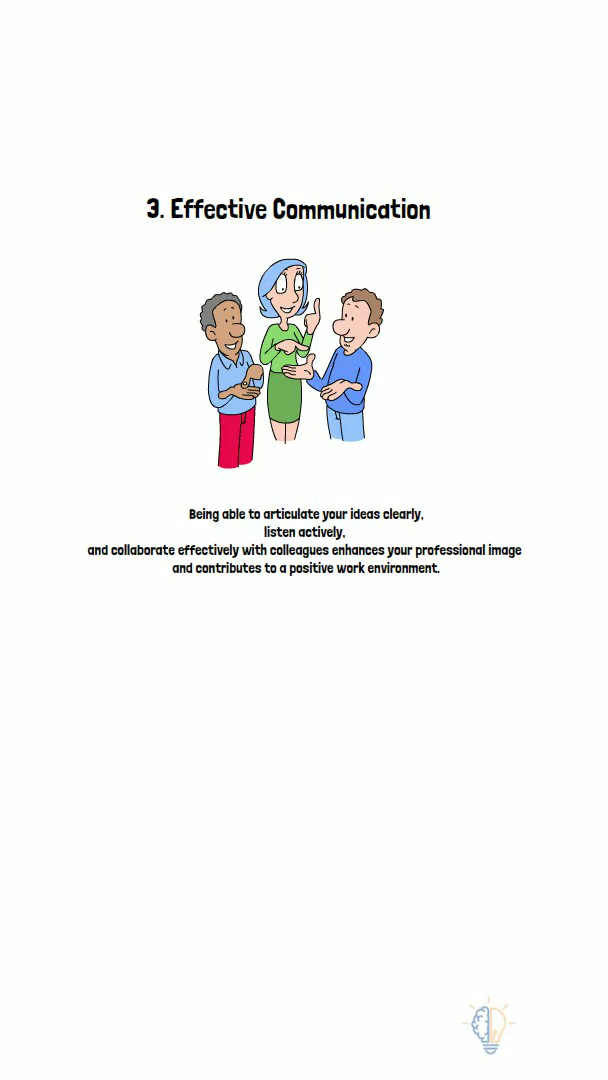 3. Effective Communication
Being able to articulate your ideas clearly,
listen actively,
and collaborate effectively with colleagues enhances your professional image
and contributes to a positive work environment.